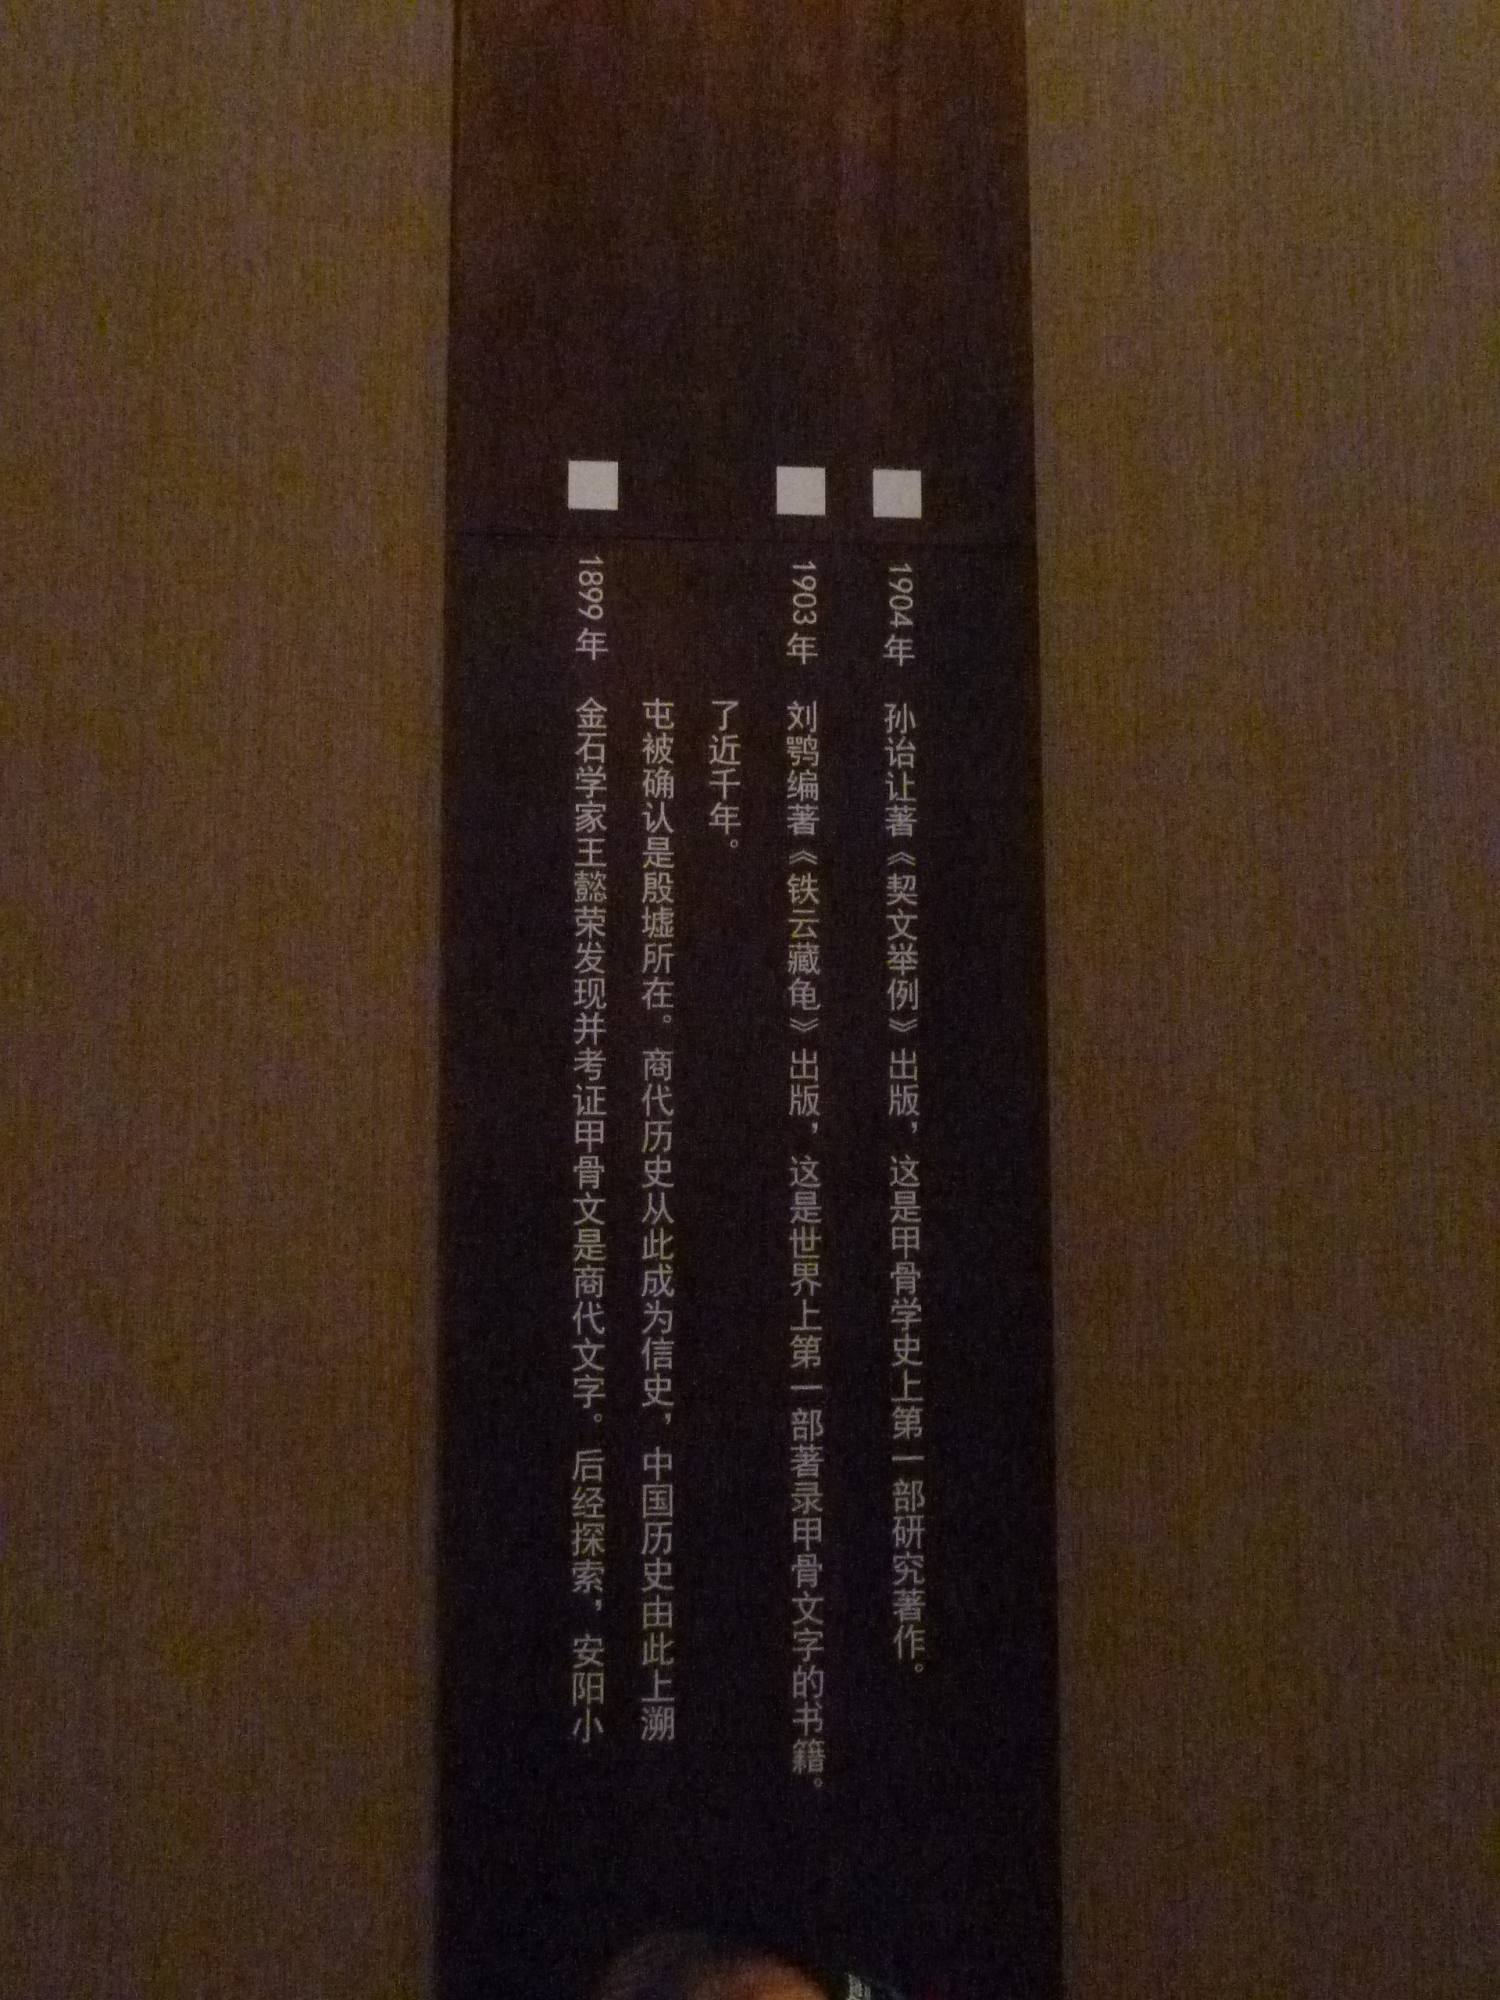 1899年 金石学家王懿荣发现并考证甲骨文是商代文字。后经探索，安阳小
屯被确认是殷墟所在。商代历史从此成为信史，中国历史由此上溯
了近千年。
1903年 刘鹗编著《铁云藏龟》出版，这是世界上第一部著录甲骨文字的书籍。
1904年 孙诒让著《契文举例》出版，这是甲骨学史上第一部研究著作。